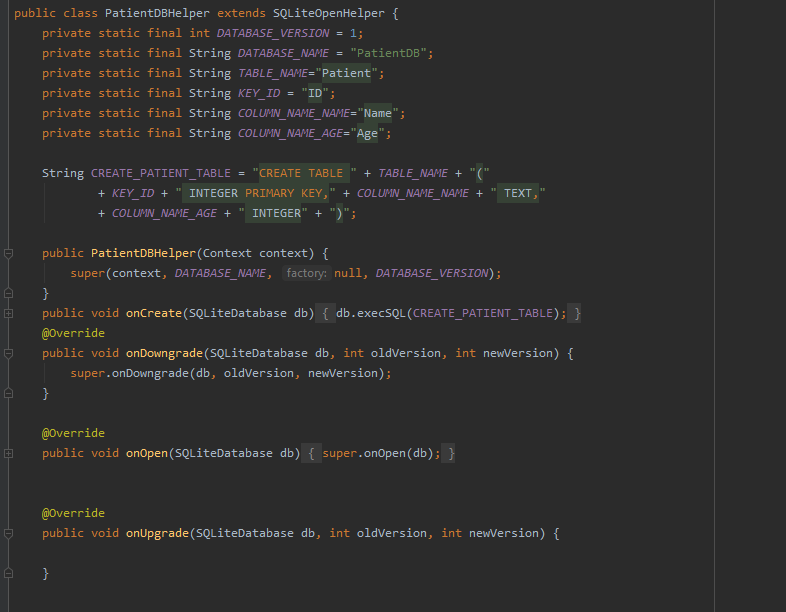 public class PatientDBHelper extends SQLiteOpenHelper {
private static final int DATABASE_VERSION = 1;
private static final String DATABASE_NAME = "PatientDB";
private static final String TABLE_NAME="Patient";
private static final String KEY_ID = "ID";
private static final String COLUMN_NAME_NAME="Name";
private static final String COLUMN_NAME_AGE="Age";
String CREATE_PATIENT_TABLE = "CREATE TABLE " + TABLE_NAME + "("
+ KEY_ID + " INTEGER PRIMARY KEY," + COLUMN_NAME_NAME + " TEXT,"
+ COLUMN_NAME_AGE + " INTEGER" + ")";
public PatientDBHelper(Context context) {
super(context, DATABASE_NAME, factory: null, DATABASE_VERSION);
}
public void onCreate(SQLiteDatabase db) { db.execSQL(CREATE_PATIENT_TABLE); }
@Override
public void onDowngrade(SQLiteDatabase db, int oldVersion, int newVersion) {
super.onDowngrade(db, oldVersion, newVersion);
}
@Override
public void onOpen(SQLiteDatabase db) { super.onOpen(db); }
@Override
public void onUpgrade(SQLiteDatabase db, int oldVersion, int newVersion) {
}